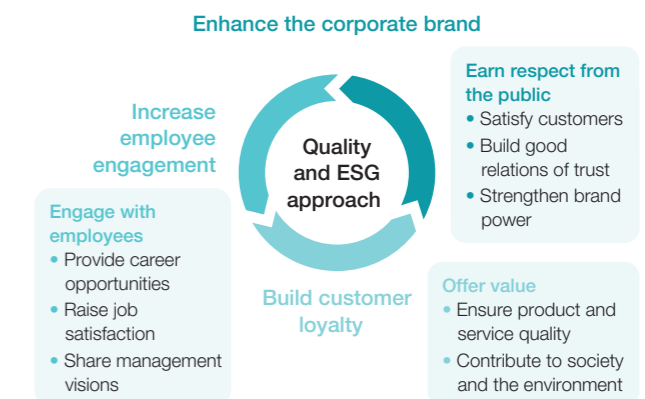 Enhance the corporate brand
Earn respect from
the public
• Satisfy customers
• Build good
relations of trust
• Strengthen brand
power
Increase
employee
engagement
Quality
and ESG
approach
Engage with
employees
• Provide career
opportunities
• Raise job
satisfaction
• Share management
visions
Build customer
loyalty
Offer value
• Ensure product and
service quality
• Contribute to society
and the environment